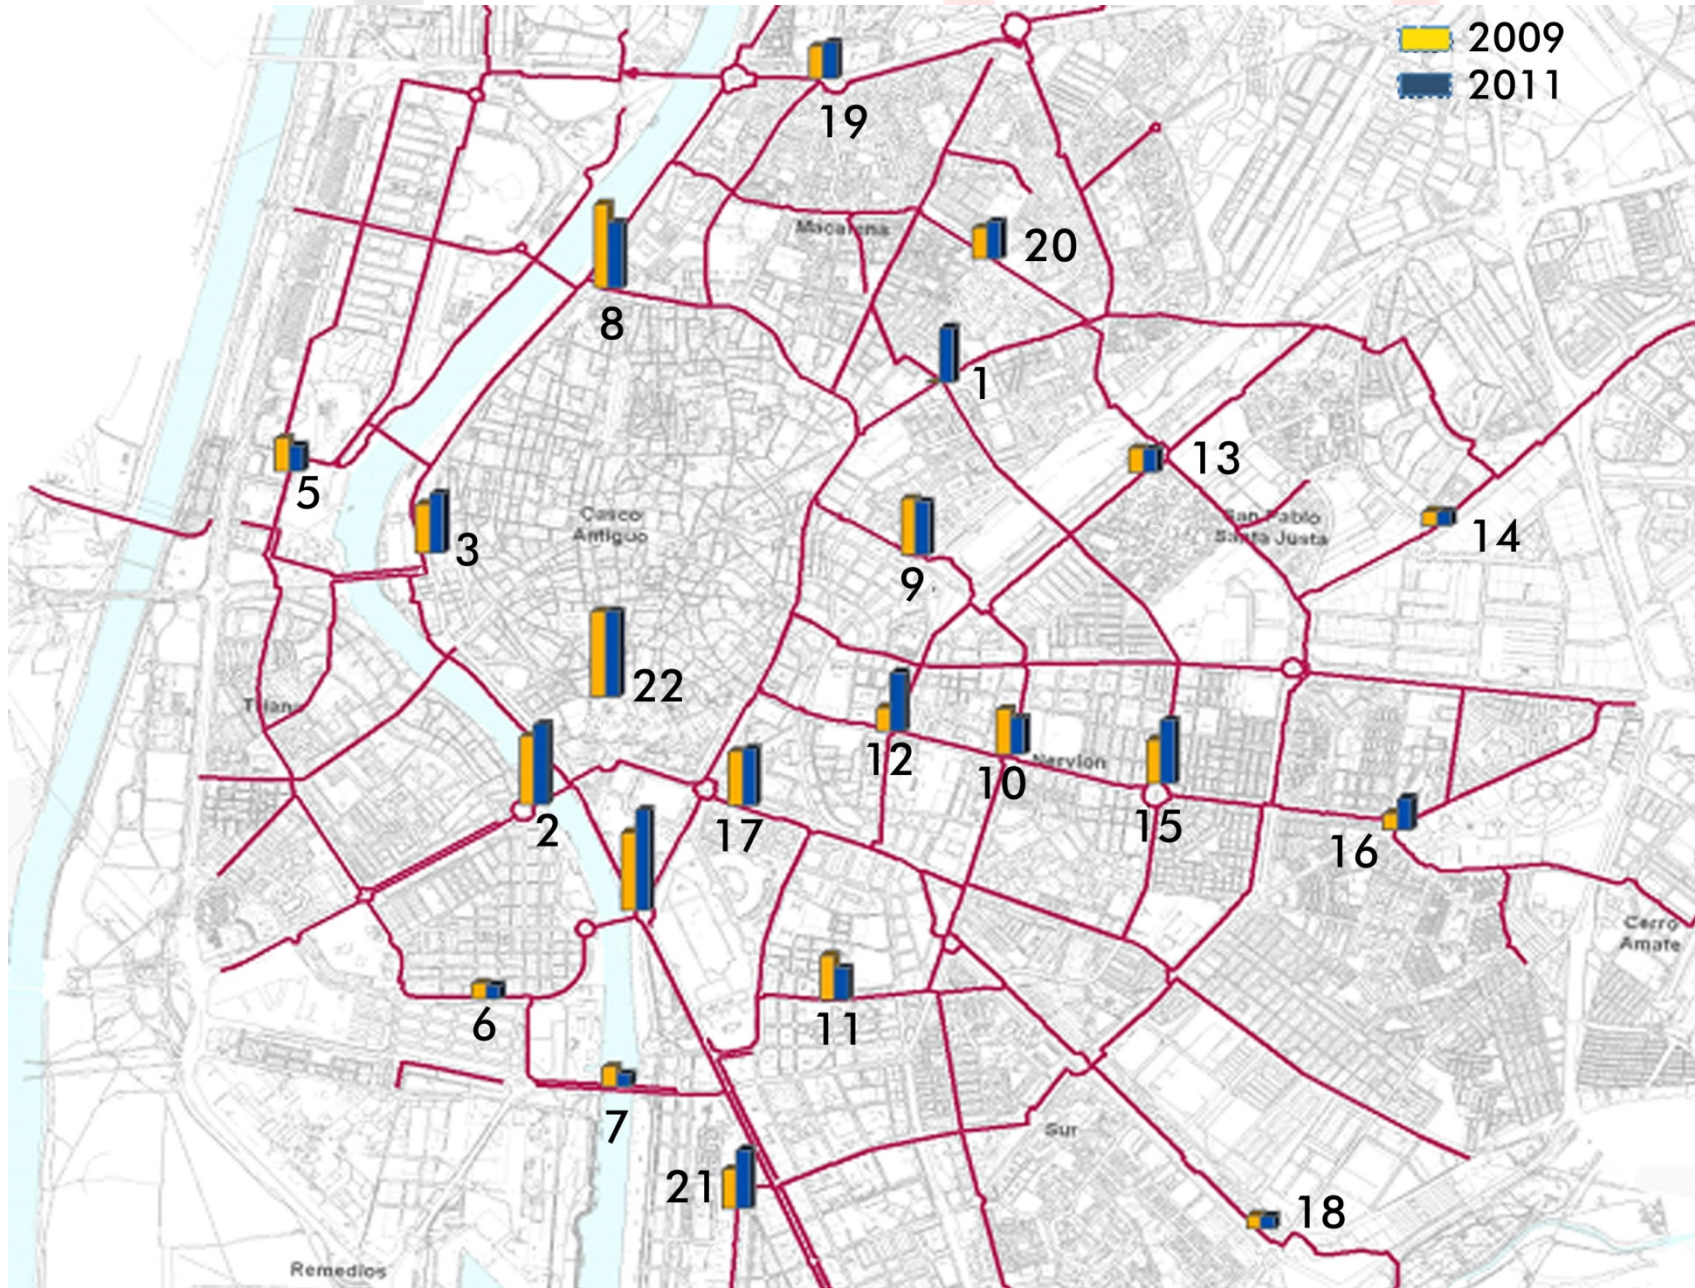 2009
2011
19
Macarena
20
8
1
13
5
Casco
Antiguo
3
San Pablo
Santa Justa
14
9
22
Triana
12
Nervion
10
2
17
15
16
Cerro
Amate
6
11
7
Sur
21
18
Remedios